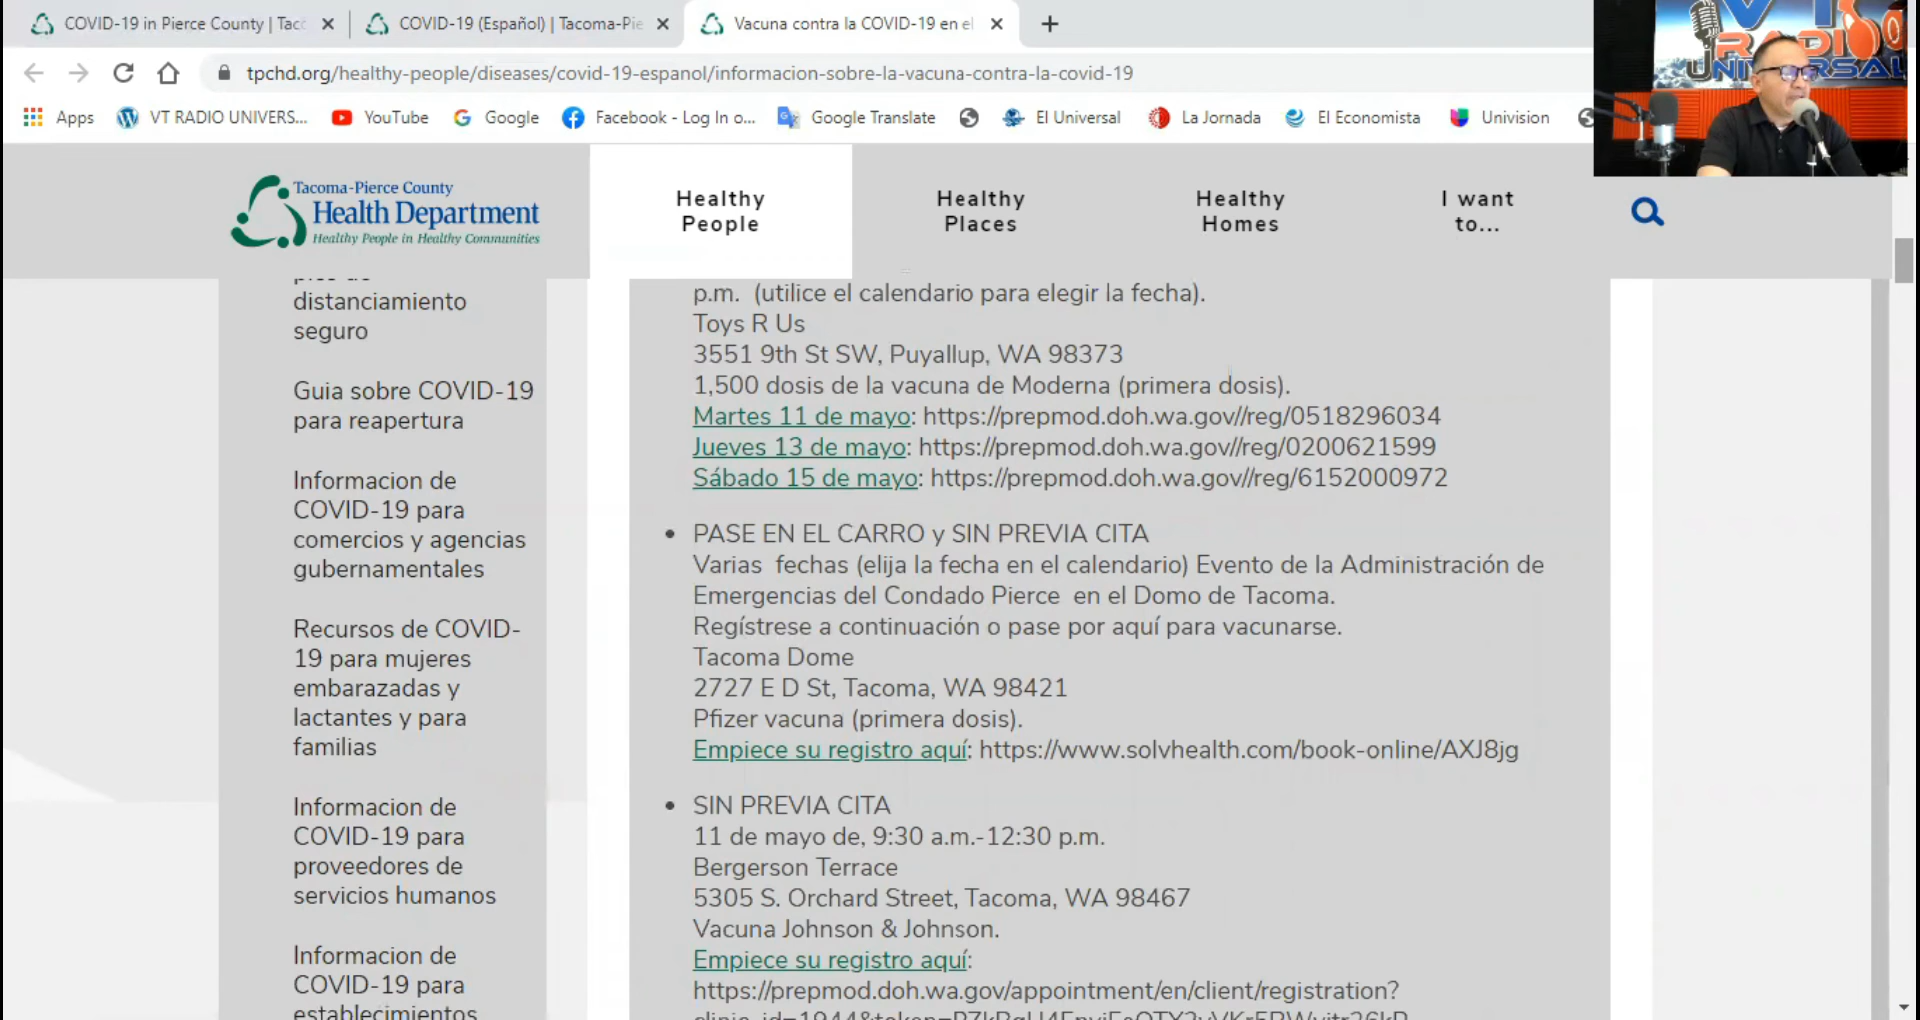 COVID-19 in Pierce County | Tac
COVID-19 (Español) | Tacoma-Pie
Vacuna contra la COVID-19 en el
tpchd.org/healthy-people/diseases/covid-19-espanol/informacion-sobre-la-vacuna-contra-la-covid-19
Apps
VT RADIO UNIVERS...
YouTube
Google
Facebook - Log In o...
Google Translate
El Universal
La Jornada
El Economista
Univision
VT
RADIO
UNIVERSAL
Tacoma-Pierce County
Health Department
Healthy People in Healthy Communities
Healthy
People
Healthy
Places
Healthy
Homes
I want
to...
distanciamiento
seguro
Guia sobre COVID-19
para reapertura
Informacion de
COVID-19 para
comercios y agencias
gubernamentales
Recursos de COVID-
19 para mujeres
embarazadas y
lactantes y para
familias
Informacion de
COVID-19 para
proveedores de
servicios humanos
Informacion de
COVID-19 para
establecimientos
p.m. (utilice el calendario para elegir la fecha).
Toys R Us
3551 9th St SW, Puyallup, WA 98373
1,500 dosis de la vacuna de Moderna (primera dosis).
Martes 11 de mayo: https://prepmod.doh.wa.gov//reg/0518296034
Jueves 13 de mayo: https://prepmod.doh.wa.gov//reg/0200621599
Sábado 15 de mayo: https://prepmod.doh.wa.gov//reg/6152000972
• PASE EN EL CARRO y SIN PREVIA CITA
Varias fechas (elija la fecha en el calendario) Evento de la Administración de
Emergencias del Condado Pierce en el Domo de Tacoma.
Regístrese a continuación o pase por aquí para vacunarse.
Tacoma Dome
2727 E D St, Tacoma, WA 98421
Pfizer vacuna (primera dosis).
Empiece su registro aquí: https://www.solvhealth.com/book-online/AXJ8jg
• SIN PREVIA CITA
11 de mayo de, 9:30 a.m.-12:30 p.m.
Bergerson Terrace
5305 S. Orchard Street, Tacoma, WA 98467
Vacuna Johnson & Johnson.
Empiece su registro aquí:
https://prepmod.doh.wa.gov/appointment/en/client/registration?